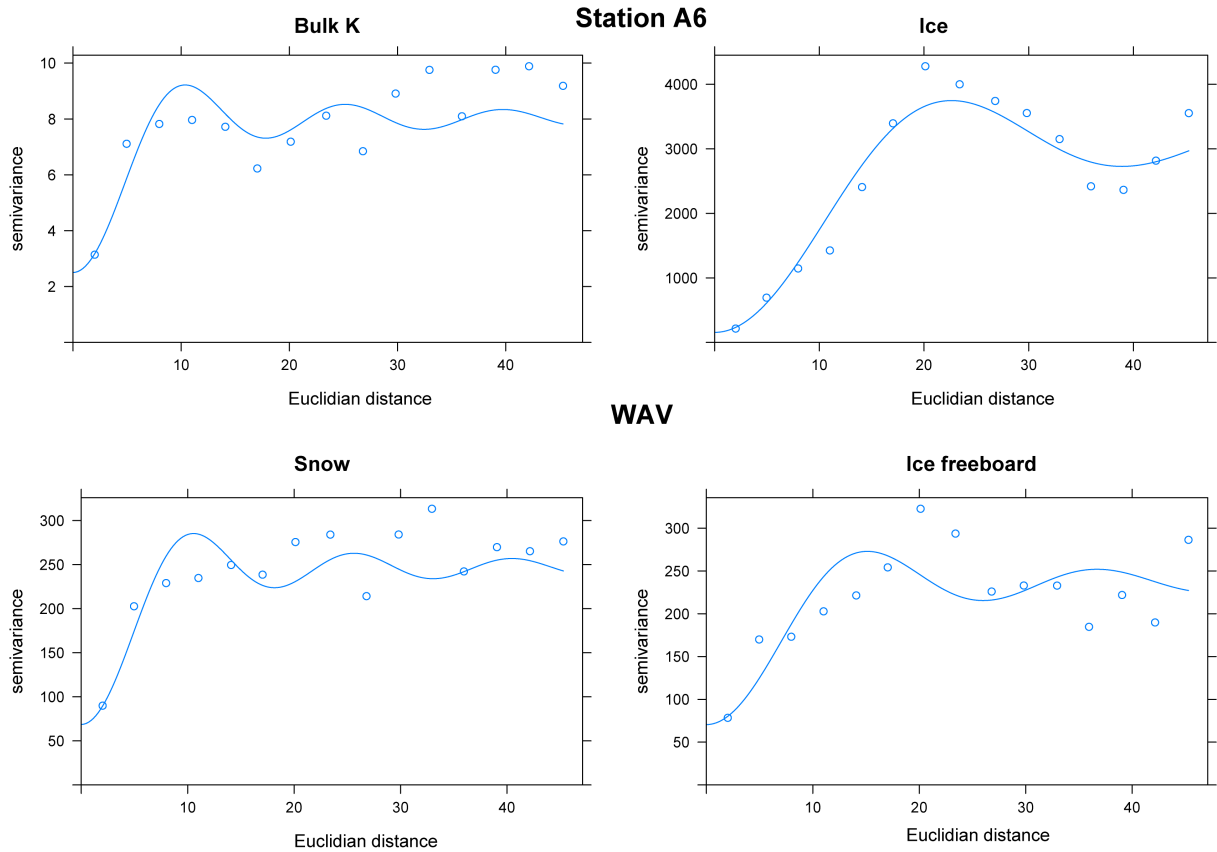 Station A6
Bulk K
Ice
10
8
6
4
2
semivariance
10 20 30 40
Euclidian distance
4000
3000
2000
1000
semivariance
10 20 30 40
Euclidian distance
WAV
Snow
Ice freeboard
300
250
200
150
100
50
semivariance
10 20 30 40
Euclidian distance
300
250
200
150
100
50
semivariance
10 20 30 40
Euclidian distance